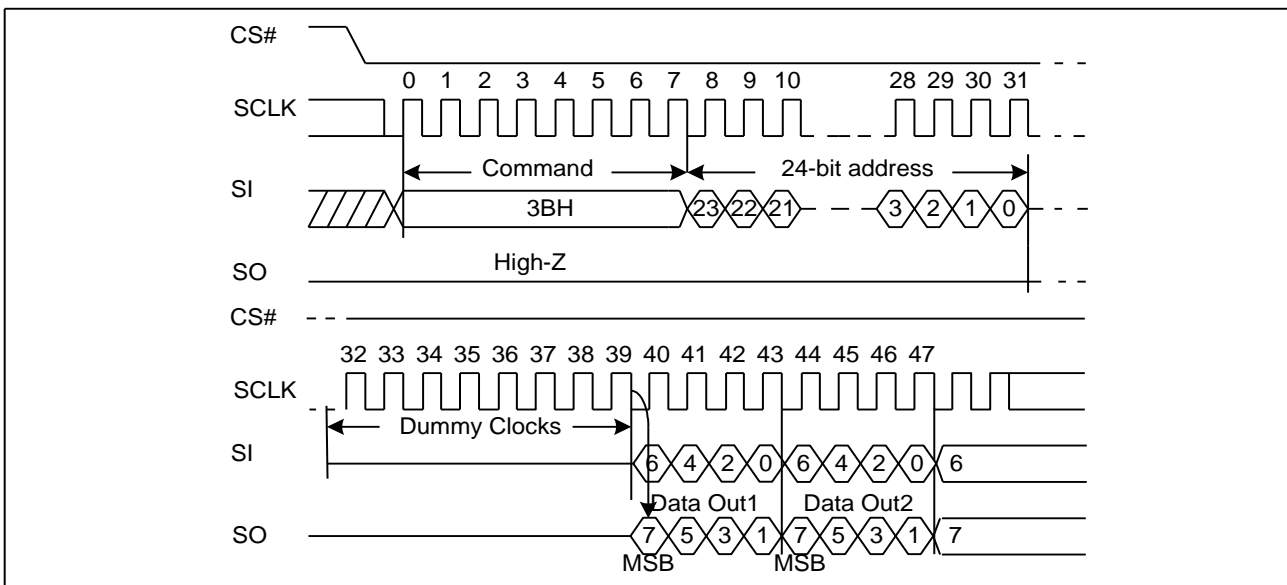 CS#
0 1 2 3 4 5 6 7 8 9 10 28 29 30 31
SCLK
Command 24-bit address
SI
3BH 23 22 21 3 2 1 0
High-Z
SO
CS#
32 33 34 35 36 37 38 39 40 41 42 43 44 45 46 47
SCLK
Dummy Clocks
SI
6 4 2 0 6 4 2 0 6
Data Out1 Data Out2
SO
7 5 3 1 7 5 3 1 7
MSB MSB